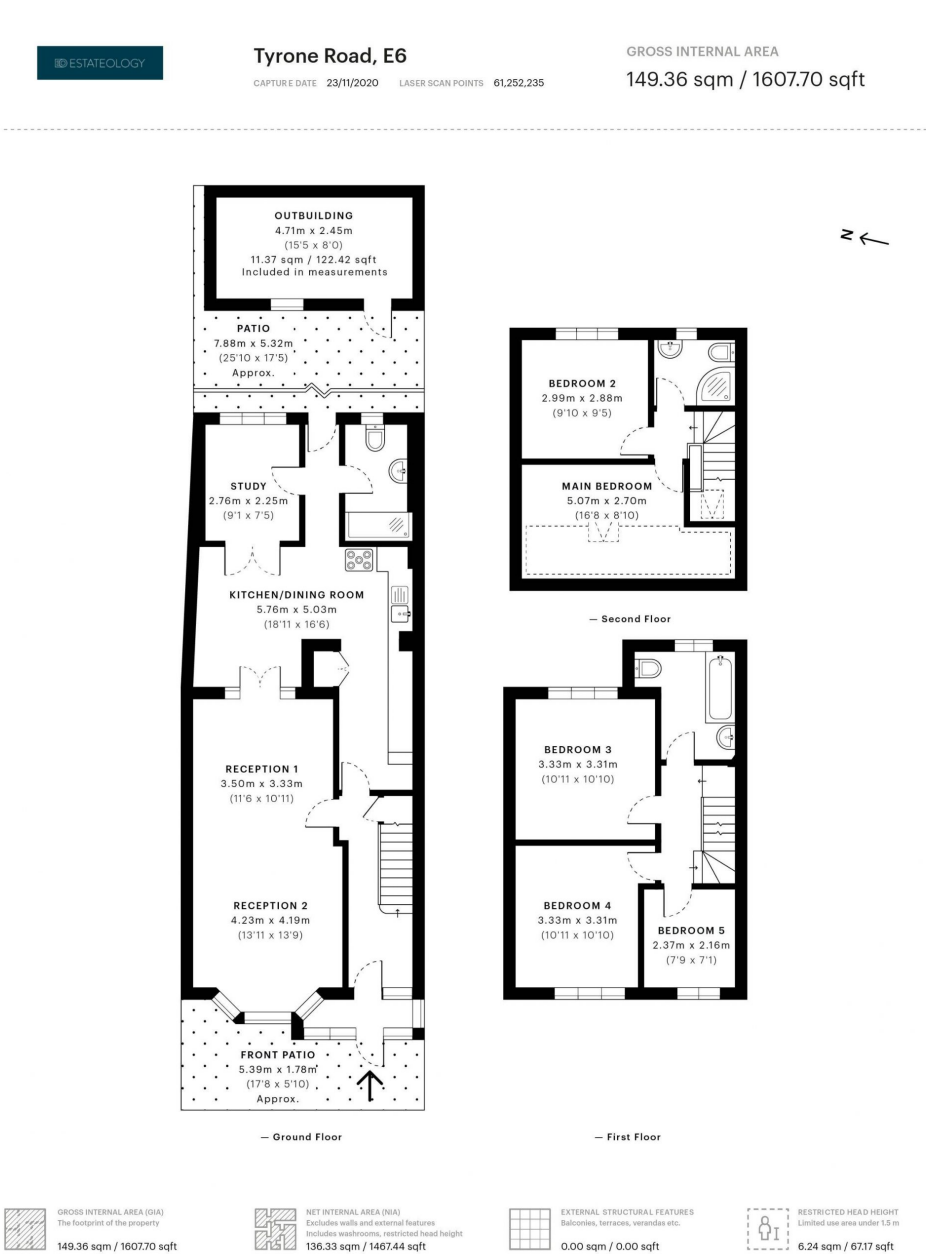 ESTATEOLOGY
Tyrone Road, E6
CAPTURE DATE 23/11/2020 LASER SCAN POINTS 61,252,235
GROSS INTERNAL AREA
149.36 sqm / 1607.70 sqft
OUTBUILDING
4.71m x 2.45m
(15'5 x 8'0)
11.37 sqm / 122.42 sqft
Included in measurements
N
PATIO
7.88m x 5.32m
(25'10 x 17'5)
Approx.
STUDY
2.76m x 2.25m
(9'1 x 7'5)
KITCHEN/DINING ROOM
5.76m x 5.03m
(18'11 x 16'6)
RECEPTION 1
3.50m x 3.33m
(11'6 x 10'11)
RECEPTION 2
4.23m x 4.19m
(13'11 x 13'9)
FRONT PATIO
5.39m x 1.78m
(17'8 x 5'10)
Approx.
— Ground Floor
BEDROOM 2
2.99m x 2.88m
(9'10 x 9'5)
MAIN BEDROOM
5.07m x 2.70m
(16'8 x 8'10)
— Second Floor
BEDROOM 3
3.33m x 3.31m
(10'11 x 10'10)
BEDROOM 4
3.33m x 3.31m
(10'11 x 10'10)
BEDROOM 5
2.37m x 2.16m
(7'9 x 7'1)
— First Floor
GROSS INTERNAL AREA (GIA)
The footprint of the property
149.36 sqm / 1607.70 sqft
NET INTERNAL AREA (NIA)
Excludes walls and external features
Includes washrooms, restricted head height
136.33 sqm / 1467.44 sqft
EXTERNAL STRUCTURAL FEATURES
Balconies, terraces, verandas etc.
0.00 sqm / 0.00 sqft
RESTRICTED HEAD HEIGHT
Limited use area under 1.5 m
6.24 sqm / 67.17 sqft